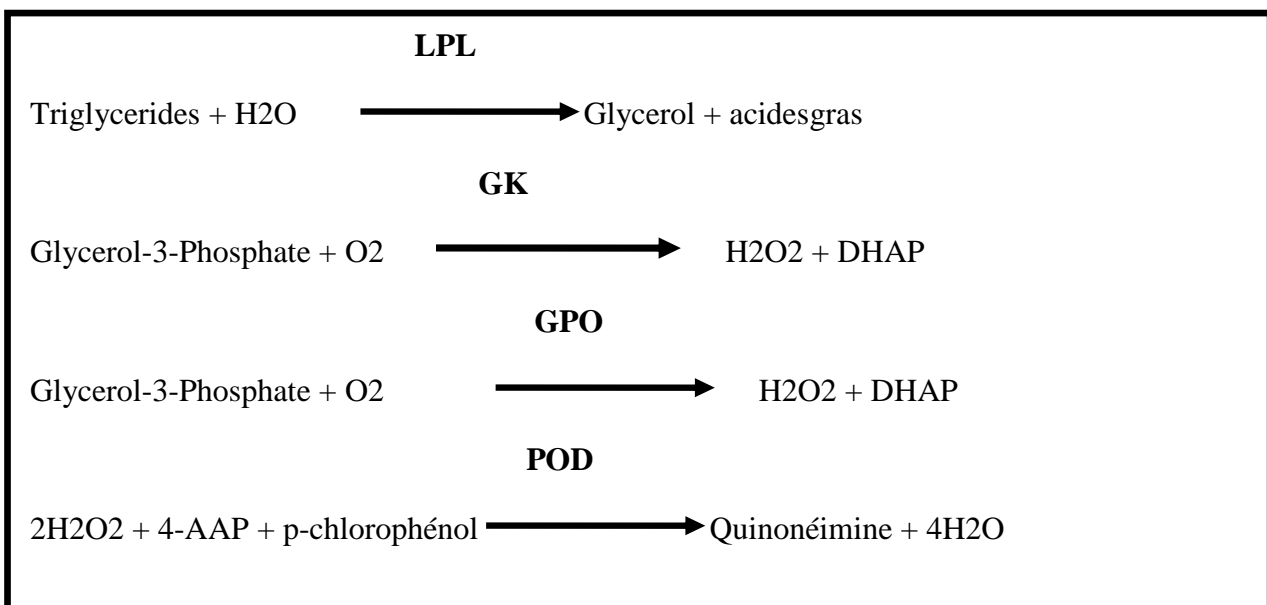 LPL
Triglycerides + H2O Glycerol + acidesgras
GK
Glycerol-3-Phosphate + O2 H2O2 + DHAP
GPO
Glycerol-3-Phosphate + O2 H2O2 + DHAP
POD
2H2O2 + 4-AAP + p-chlorophénol Quinonéimine + 4H2O